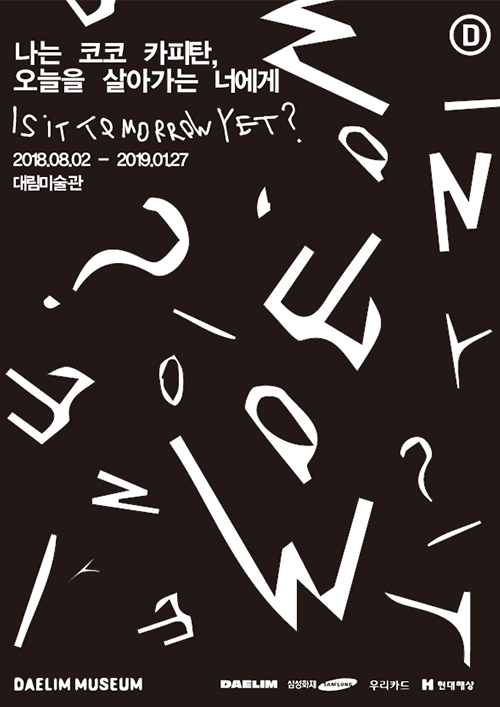 나는 코코 카피탄,
오늘을 살아가는 너에게
IS IT TOMORROW YET?
2018.08.02 – 2019.01.27
대림미술관
D
DAELIM MUSEUM
DAELIM 삼성화재 SAMSUNG 우리카드 H 현대해상